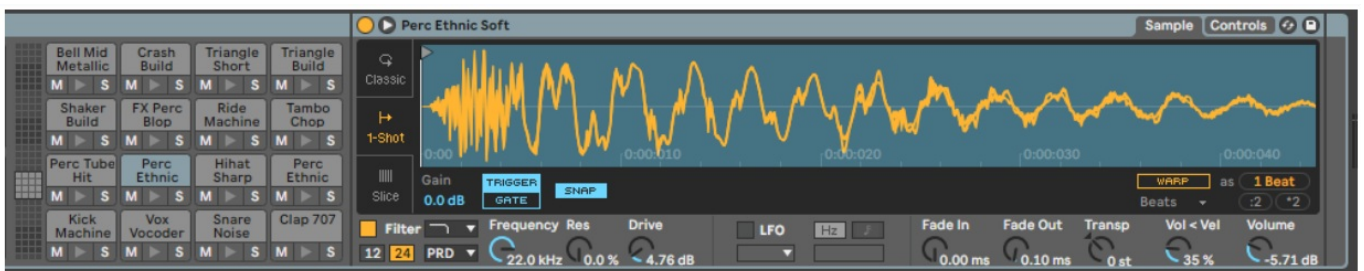 Perc Ethnic Soft
Sample Controls
Bell Mid Metallic
Crash Build
Triangle Short
Triangle Build
M S M S M S M S
Shaker Build
FX Perc Blop
Ride Machine
Tambo Chop
M S M S M S M S
Perc Tube Hit
Perc Ethnic
Hihat Sharp
Perc Ethnic
M S M S M S M S
Kick Machine
Vox Vocoder
Snare Noise
Clap 707
M S M S M S M S
Classic
1-Shot
Slice
0:00 0:00:010 0:00:020 0:00:030 0:00:040
Gain
0.0 dB
TRIGGER
GATE
SNAP
WARP as 1 Beat
Beats :2 *2
Filter
12 24 PRD
Frequency Res Drive
22.0 kHz 0.0 % 4.76 dB
LFO Hz
Fade In Fade Out Transp Vol < Vel Volume
0.00 ms 0.10 ms 0 st 35 % -5.71 dB